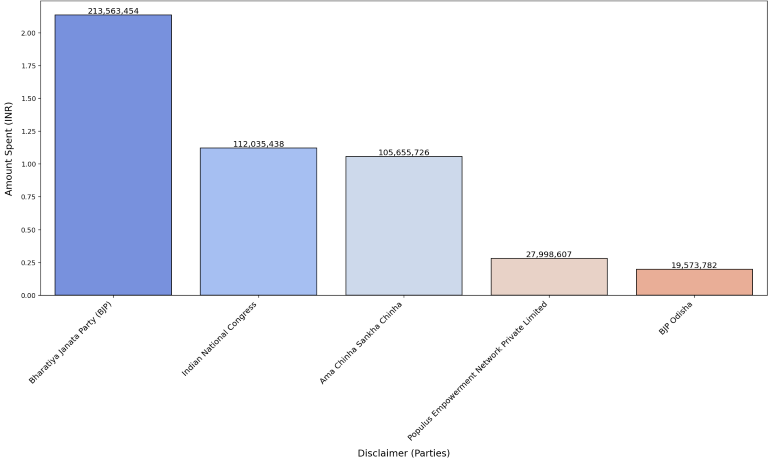 213,563,454
112,035,438
105,655,726
27,998,607
19,573,782
Amount Spent (INR)
2.00
1.75
1.50
1.25
1.00
0.75
0.50
0.25
0.00
Bharatiya Janata Party (BJP)
Indian National Congress
Ama Chinha Sankha Chinha
Populus Empowerment Network Private Limited
BJP Odisha
Disclaimer (Parties)